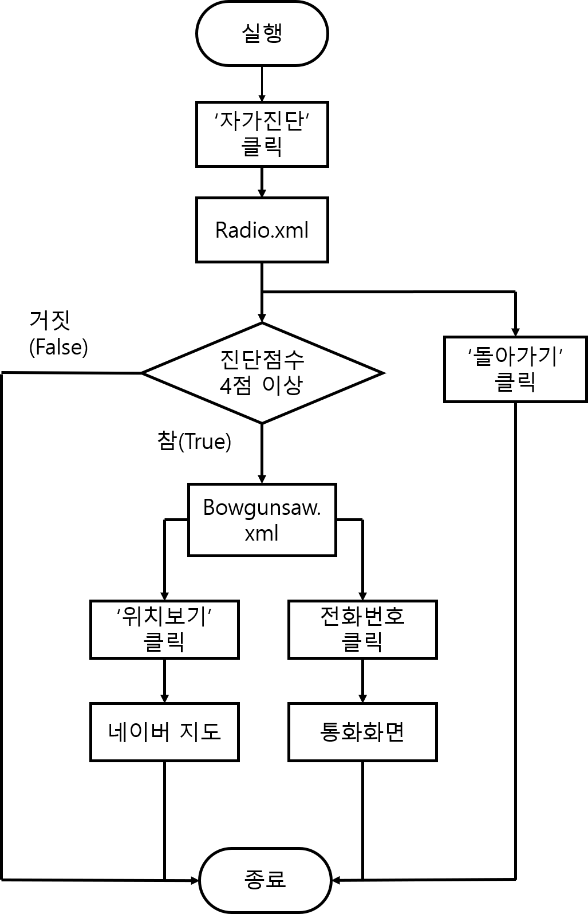 실행
‘자가진단’
클릭
Radio.xml
거짓
(False)
진단점수
4점 이상
‘돌아가기’
클릭
참(True)
Bowgunsaw.
xml
‘위치보기’
클릭
전화번호
클릭
네이버 지도
통화화면
종료